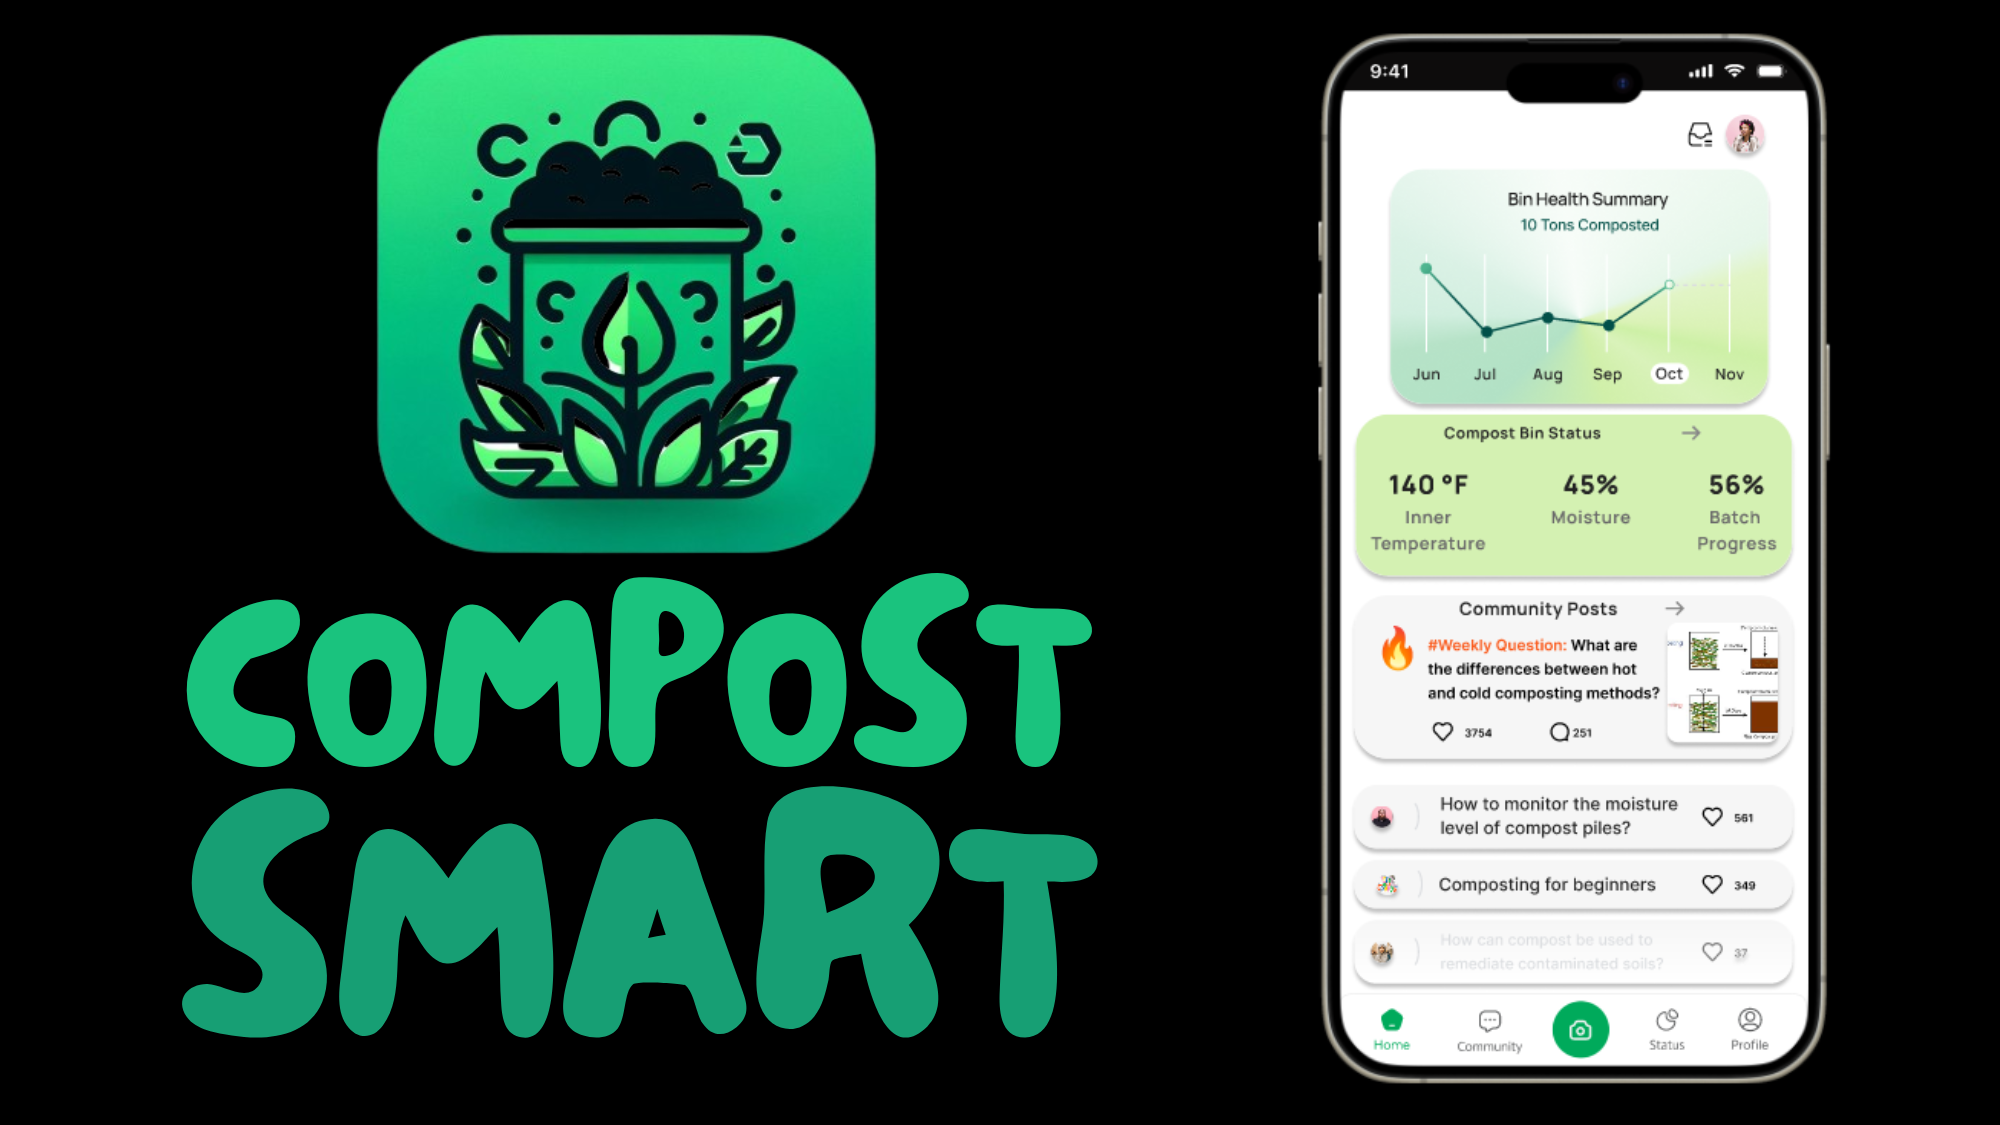 COMPOST
SMART
9:41
Bin Health Summary
10 Tons Composted
Jun Jul Aug Sep Oct Nov
Compost Bin Status
140 °F 45% 56%
Inner Moisture Batch
Temperature Progress
Community Posts
#Weekly Question: What are
the differences between hot
and cold composting methods?
3754 251
How to monitor the moisture
level of compost piles?
561
Composting for beginners
349
How can compost be used to
remediate contaminated soils?
37
Home Community Status Profile